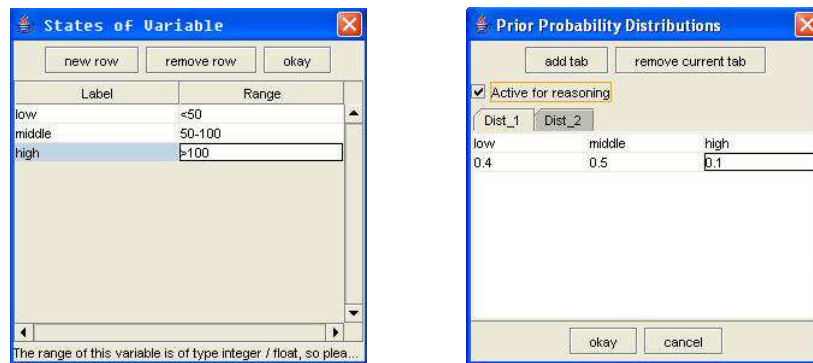 States of Variable
new row remove row okay
Label Range
low <50
middle 50-100
high >100
The range of this variable is of type integer / float, so plea...
Prior Probability Distributions
add tab remove current tab
Active for reasoning
Dist_1 Dist_2
low middle high
0.4 0.5 0.1
okay cancel